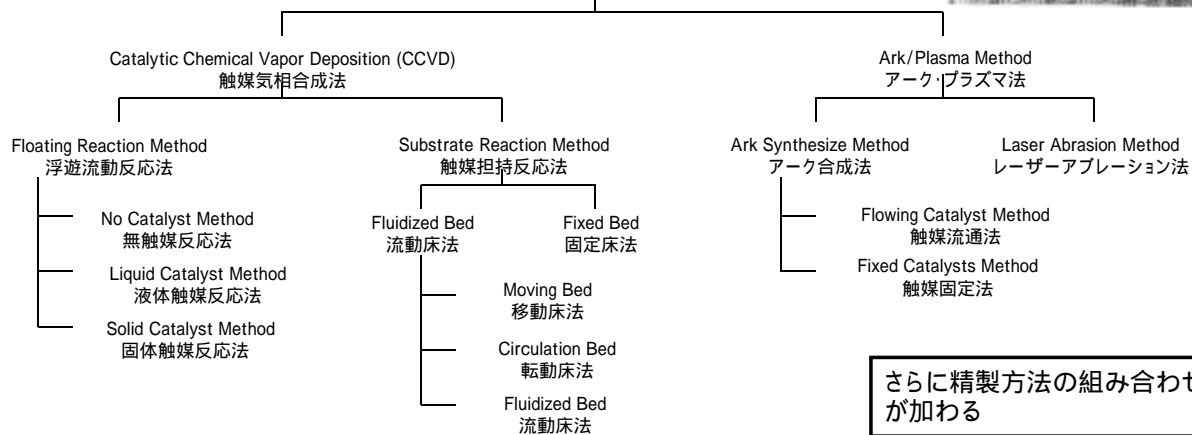 Catalytic Chemical Vapor Deposition (CCVD)
触媒気相合成法
Ark/Plasma Method
アーク・プラズマ法
Floating Reaction Method
浮遊流動反応法
Substrate Reaction Method
触媒担持反応法
Ark Synthesize Method
アーク合成法
Laser Abrasion Method
レーザーアブレーション法
No Catalyst Method
無触媒反応法
Liquid Catalyst Method
液体触媒反応法
Solid Catalyst Method
固体触媒反応法
Fluidized Bed
流動床法
Fixed Bed
固定床法
Moving Bed
移動床法
Circulation Bed
転動床法
Fluidized Bed
流動床法
Flowing Catalyst Method
触媒流通法
Fixed Catalysts Method
触媒固定法
さらに精製方法の組み合わせ
が加わる